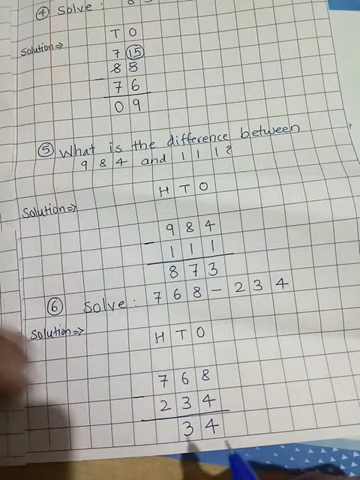 ④ Solve :
Solution⇒
T O
7 15
8 5
- 7 6
0 9
⑤ What is the difference between
9 8 4 and 1 1 1 ?
H T O
Solution⇒
9 8 4
- 1 1 1
8 7 3
⑥ Solve : 7 6 8 - 2 3 4
Solution⇒
H T O
7 6 8
- 2 3 4
3 4